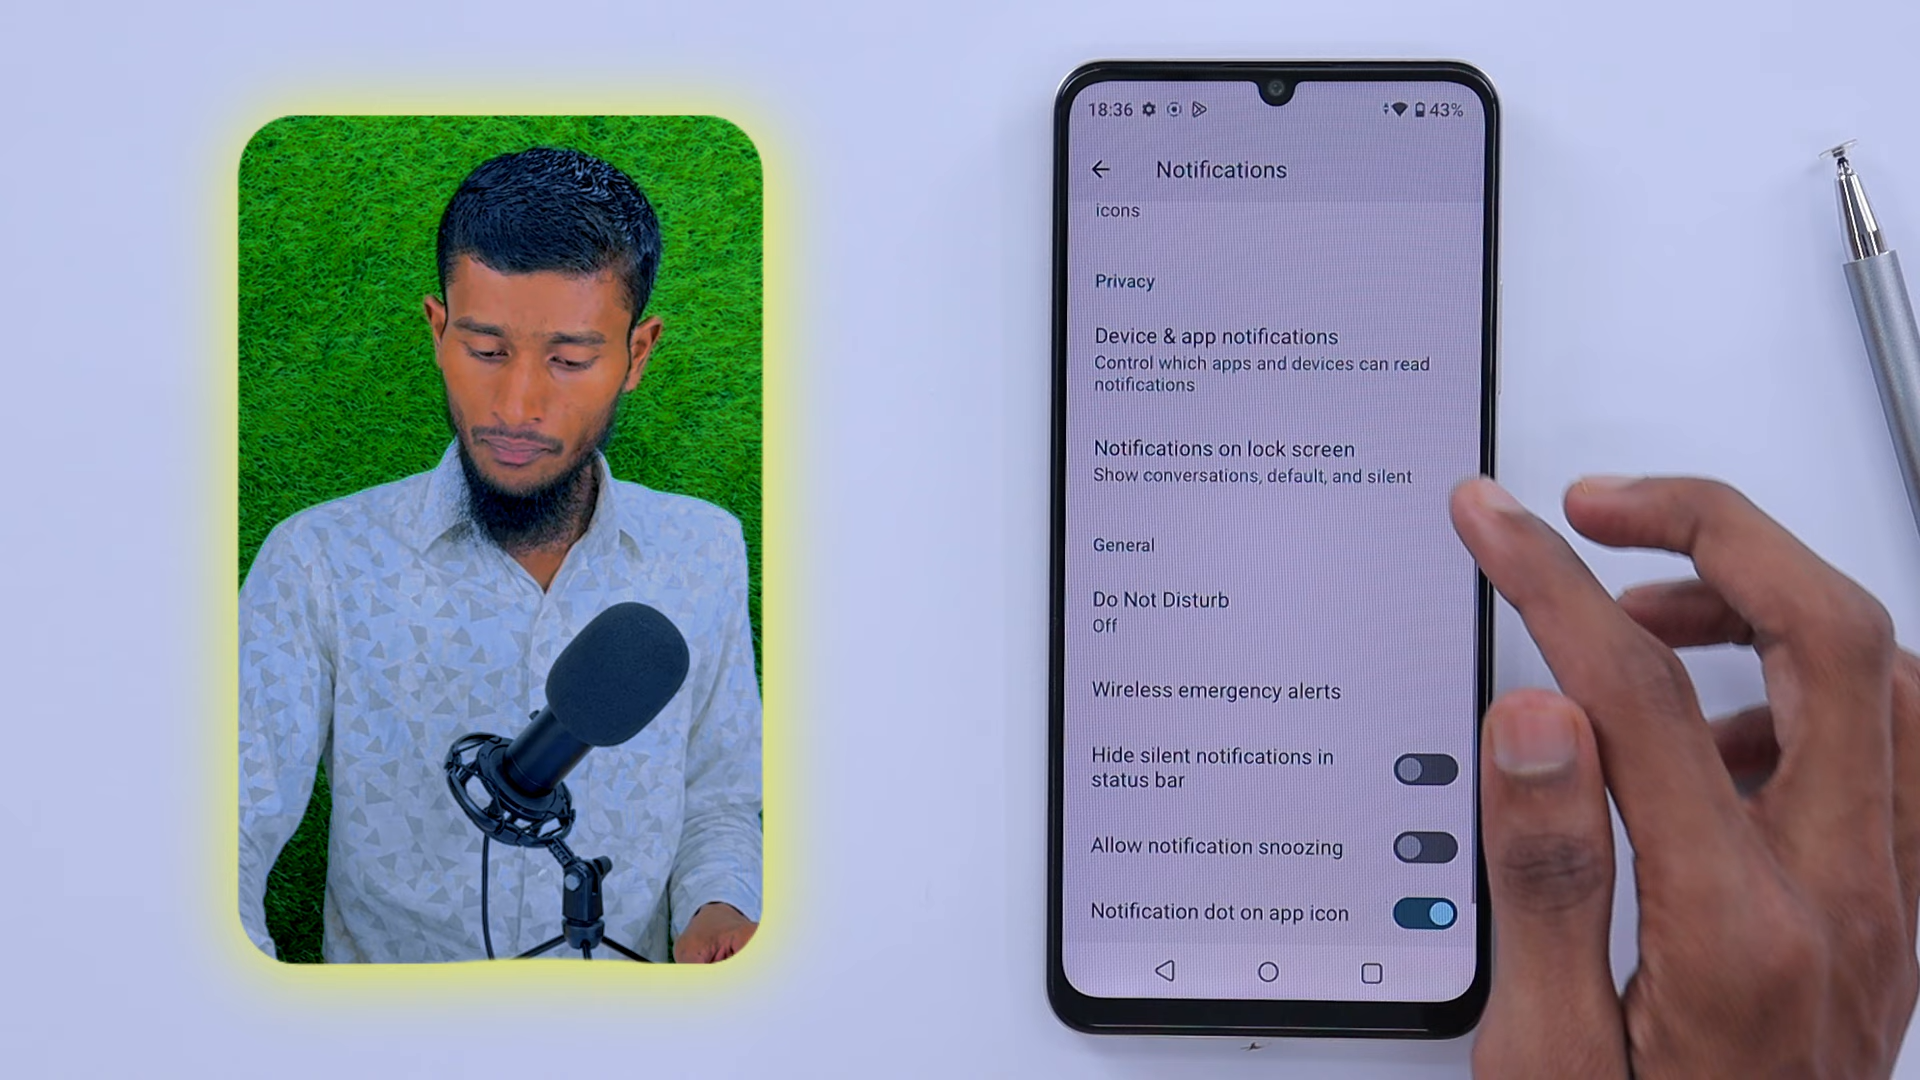 18:36
43%
Notifications
icons
Privacy
Device & app notifications
Control which apps and devices can read
notifications
Notifications on lock screen
Show conversations, default, and silent
General
Do Not Disturb
Off
Wireless emergency alerts
Hide silent notifications in
status bar
Allow notification snoozing
Notification dot on app icon